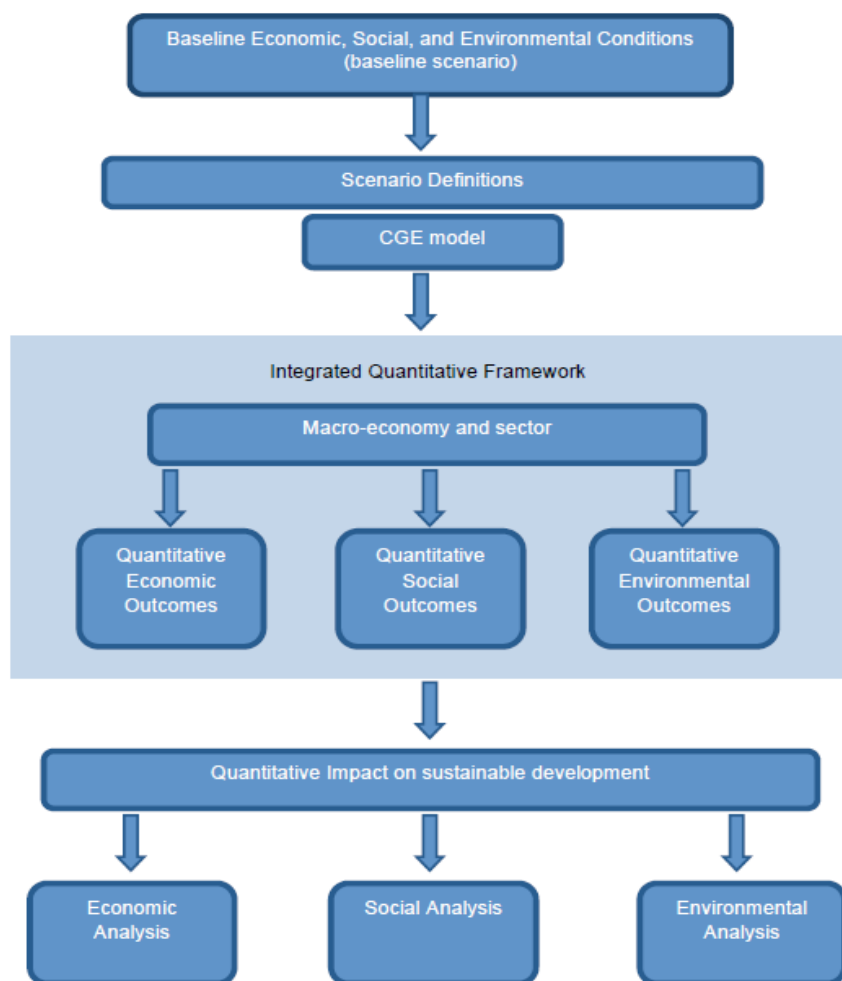 Baseline Economic, Social, and Environmental Conditions
(baseline scenario)
Scenario Definitions
CGE model
Integrated Quantitative Framework
Macro-economy and sector
Quantitative
Economic
Outcomes
Quantitative
Social
Outcomes
Quantitative
Environmental
Outcomes
Quantitative Impact on sustainable development
Economic
Analysis
Social Analysis
Environmental
Analysis